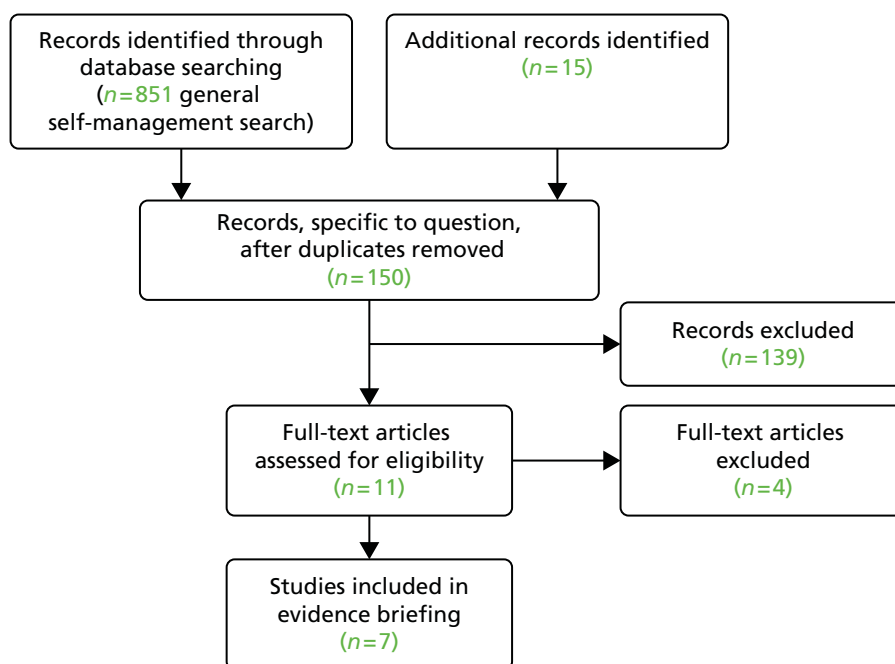 Records identified through
database searching
(n=851 general
self-management search)
Additional records identified
(n=15)
Records, specific to question,
after duplicates removed
(n=150)
Records excluded
(n=139)
Full-text articles
assessed for eligibility
(n=11)
Full-text articles
excluded
(n=4)
Studies included in
evidence briefing
(n=7)